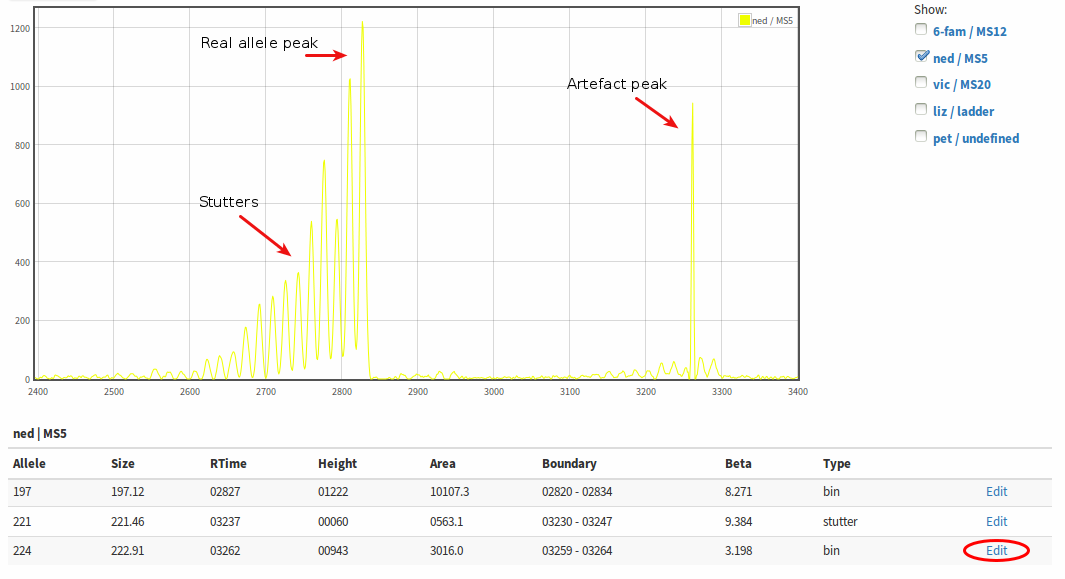 1200
1000
800
600
400
200
0
2400 2500 2600 2700 2800 2900 3000 3100 3200 3300 3400
ned / MS5
Real allele peak
Artefact peak
Stutters
Show:
6-fam / MS12
ned / MS5
vic / MS20
liz / ladder
pet / undefined
ned | MS5
Allele Size RTime Height Area Boundary Beta Type
197 197.12 02827 01222 10107.3 02820 - 02834 8.271 bin Edit
221 221.46 03237 00060 0563.1 03230 - 03247 9.384 stutter Edit
224 222.91 03262 00943 3016.0 03259 - 03264 3.198 bin Edit